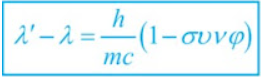 λ′ − λ = h/mc (1 − συνφ)